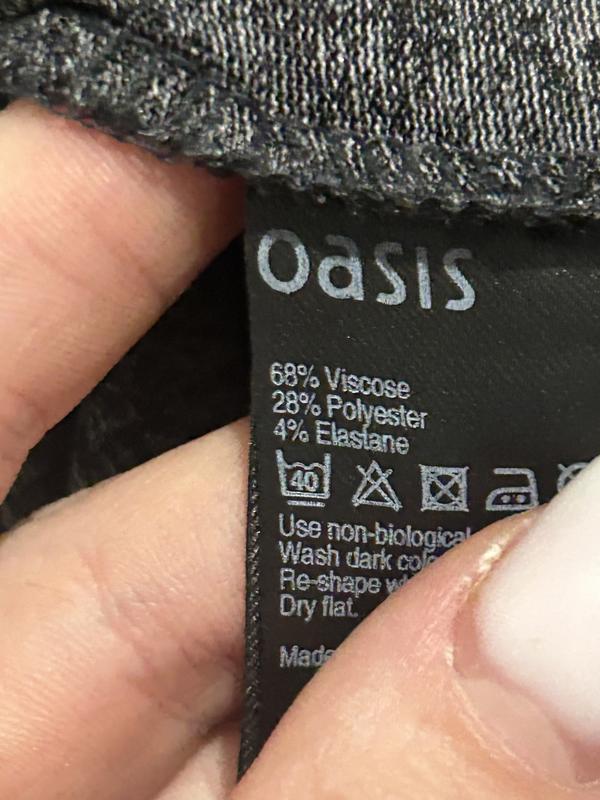 Oasis
68% Viscose
28% Polyester
4% Elastane
40
Use non-biological
Wash dark
Re-shape
Dry flat.